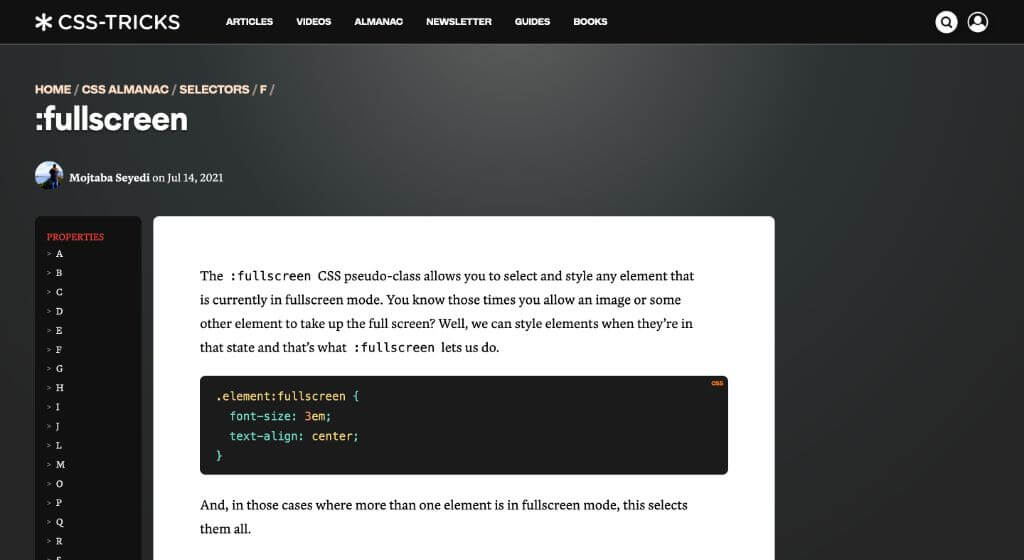 CSS-TRICKS
ARTICLES VIDEOS ALMANAC NEWSLETTER GUIDES BOOKS
HOME / CSS ALMANAC / SELECTORS / F /
:fullscreen
Mojtaba Seyedi on Jul 14, 2021
PROPERTIES
> A
> B
> C
> D
> E
> F
> G
> H
> I
> J
> L
> M
> O
> P
> Q
> R
The :fullscreen CSS pseudo-class allows you to select and style any element that
is currently in fullscreen mode. You know those times you allow an image or some
other element to take up the full screen? Well, we can style elements when they're in
that state and that's what :fullscreen lets us do.
CSS
.element:fullscreen {
  font-size: 3em;
  text-align: center;
}
And, in those cases where more than one element is in fullscreen mode, this selects
them all.